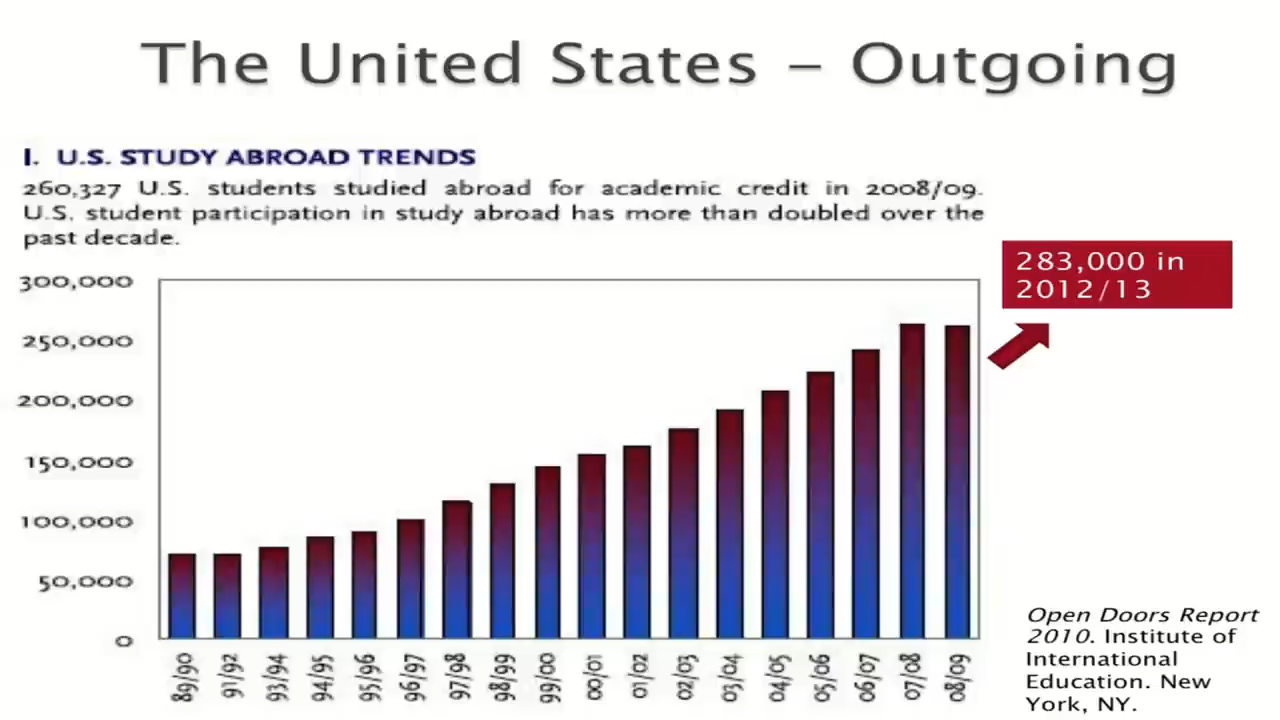 The United States – Outgoing
I. U.S. STUDY ABROAD TRENDS
260,327 U.S. students studied abroad for academic credit in 2008/09.
U.S. student participation in study abroad has more than doubled over the
past decade.
283,000 in
2012/13
300,000
250,000
200,000
150,000
100,000
50,000
0
89/90
91/92
93/94
94/95
95/96
96/97
97/98
98/99
99/00
00/01
01/02
02/03
03/04
04/05
05/06
06/07
07/08
08/09
Open Doors Report
2010. Institute of
International
Education. New
York, NY.